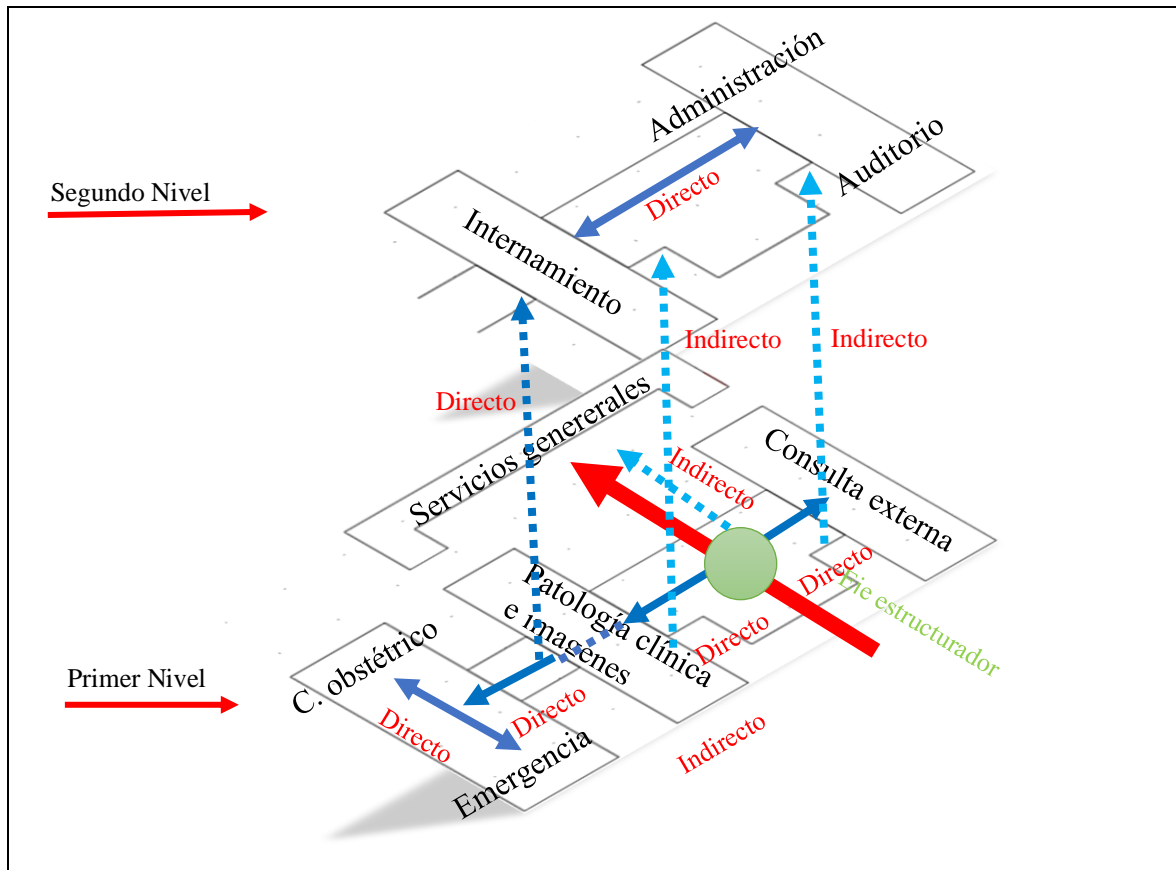 Administración
Auditorio
Directo
Segundo Nivel
Internamiento
Indirecto
Indirecto
Directo
Servicios genererales
Indirecto
Consulta externa
Directo
Eje estructurador
Patología clínica
e imagenes
Directo
C. obstétrico
Primer Nivel
Directo
Directo
Indirecto
Emergencia